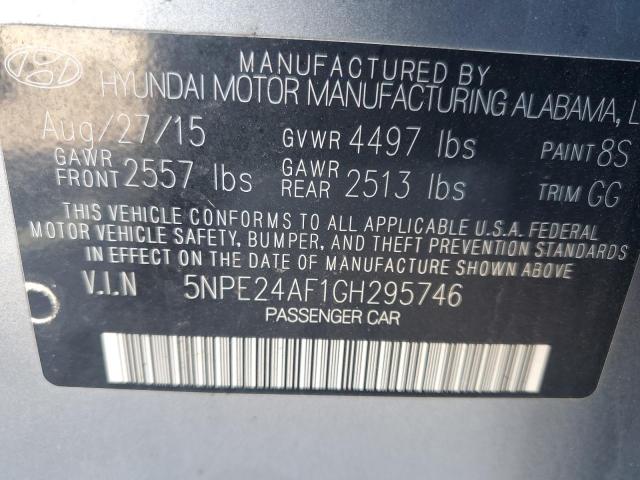 MANUFACTURED BY
HYUNDAI MOTOR MANUFACTURING ALABAMA, L
Aug/27/15 GVWR 4497 lbs PAINT 8S
GAWR FRONT 2557 lbs GAWR REAR 2513 lbs TRIM GG
THIS VEHICLE CONFORMS TO ALL APPLICABLE U.S.A. FEDERAL
MOTOR VEHICLE SAFETY, BUMPER, AND THEFT PREVENTION STANDARDS
IN EFFECT ON THE DATE OF MANUFACTURE SHOWN ABOVE
V.I.N 5NPE24AF1GH295746
PASSENGER CAR